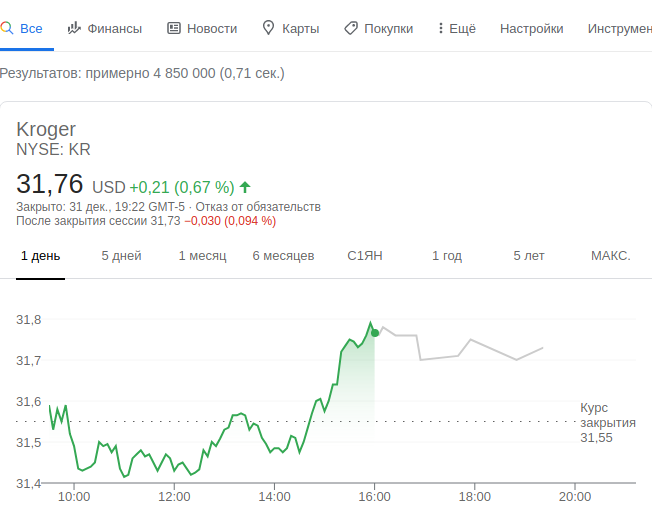 Все Финансы Новости Карты Покупки Ещё Настройки Инструмен
Результатов: примерно 4 850 000 (0,71 сек.)
Kroger
NYSE: KR
31,76 USD +0,21 (0,67 %)
Закрыто: 31 дек., 19:22 GMT-5 · Отказ от обязательств
После закрытия сессии 31,73 −0,030 (0,094 %)
1 день 5 дней 1 месяц 6 месяцев С1ЯН 1 год 5 лет МАКС.
31,8
31,7
31,6
Курс
закрытия
31,55
31,5
31,4
10:00 12:00 14:00 16:00 18:00 20:00